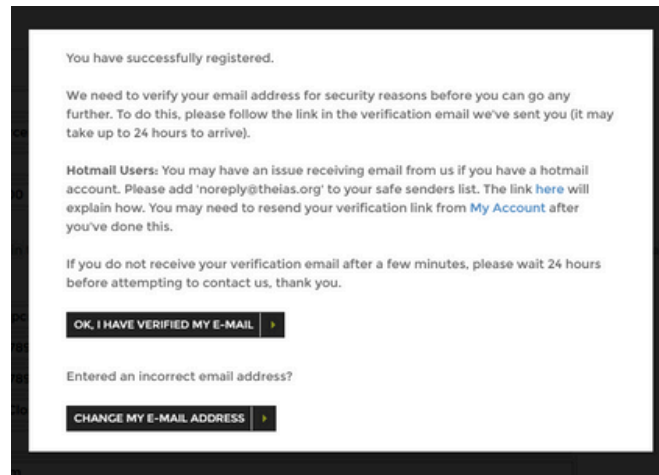 You have successfully registered.
We need to verify your email address for security reasons before you can go any
further. To do this, please follow the link in the verification email we've sent you (it may
take up to 24 hours to arrive).
Hotmail Users: You may have an issue receiving email from us if you have a hotmail
account. Please add 'noreply@theias.org' to your safe senders list. The link here will
explain how. You may need to resend your verification link from My Account after
you've done this.
If you do not receive your verification email after a few minutes, please wait 24 hours
before attempting to contact us, thank you.
OK, I HAVE VERIFIED MY E-MAIL
Entered an incorrect email address?
CHANGE MY E-MAIL ADDRESS